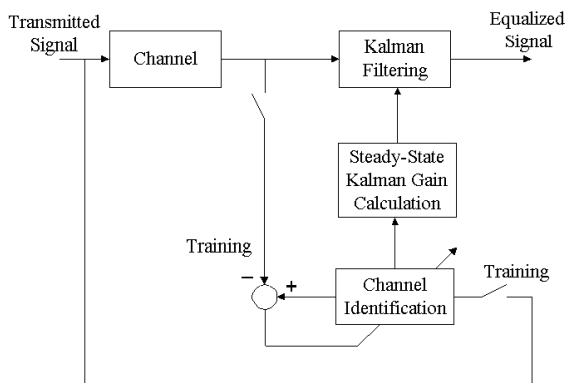 Transmitted
Signal
Channel
Kalman
Filtering
Equalized
Signal
Steady-State
Kalman Gain
Calculation
Training
−
+
Channel
Identification
Training